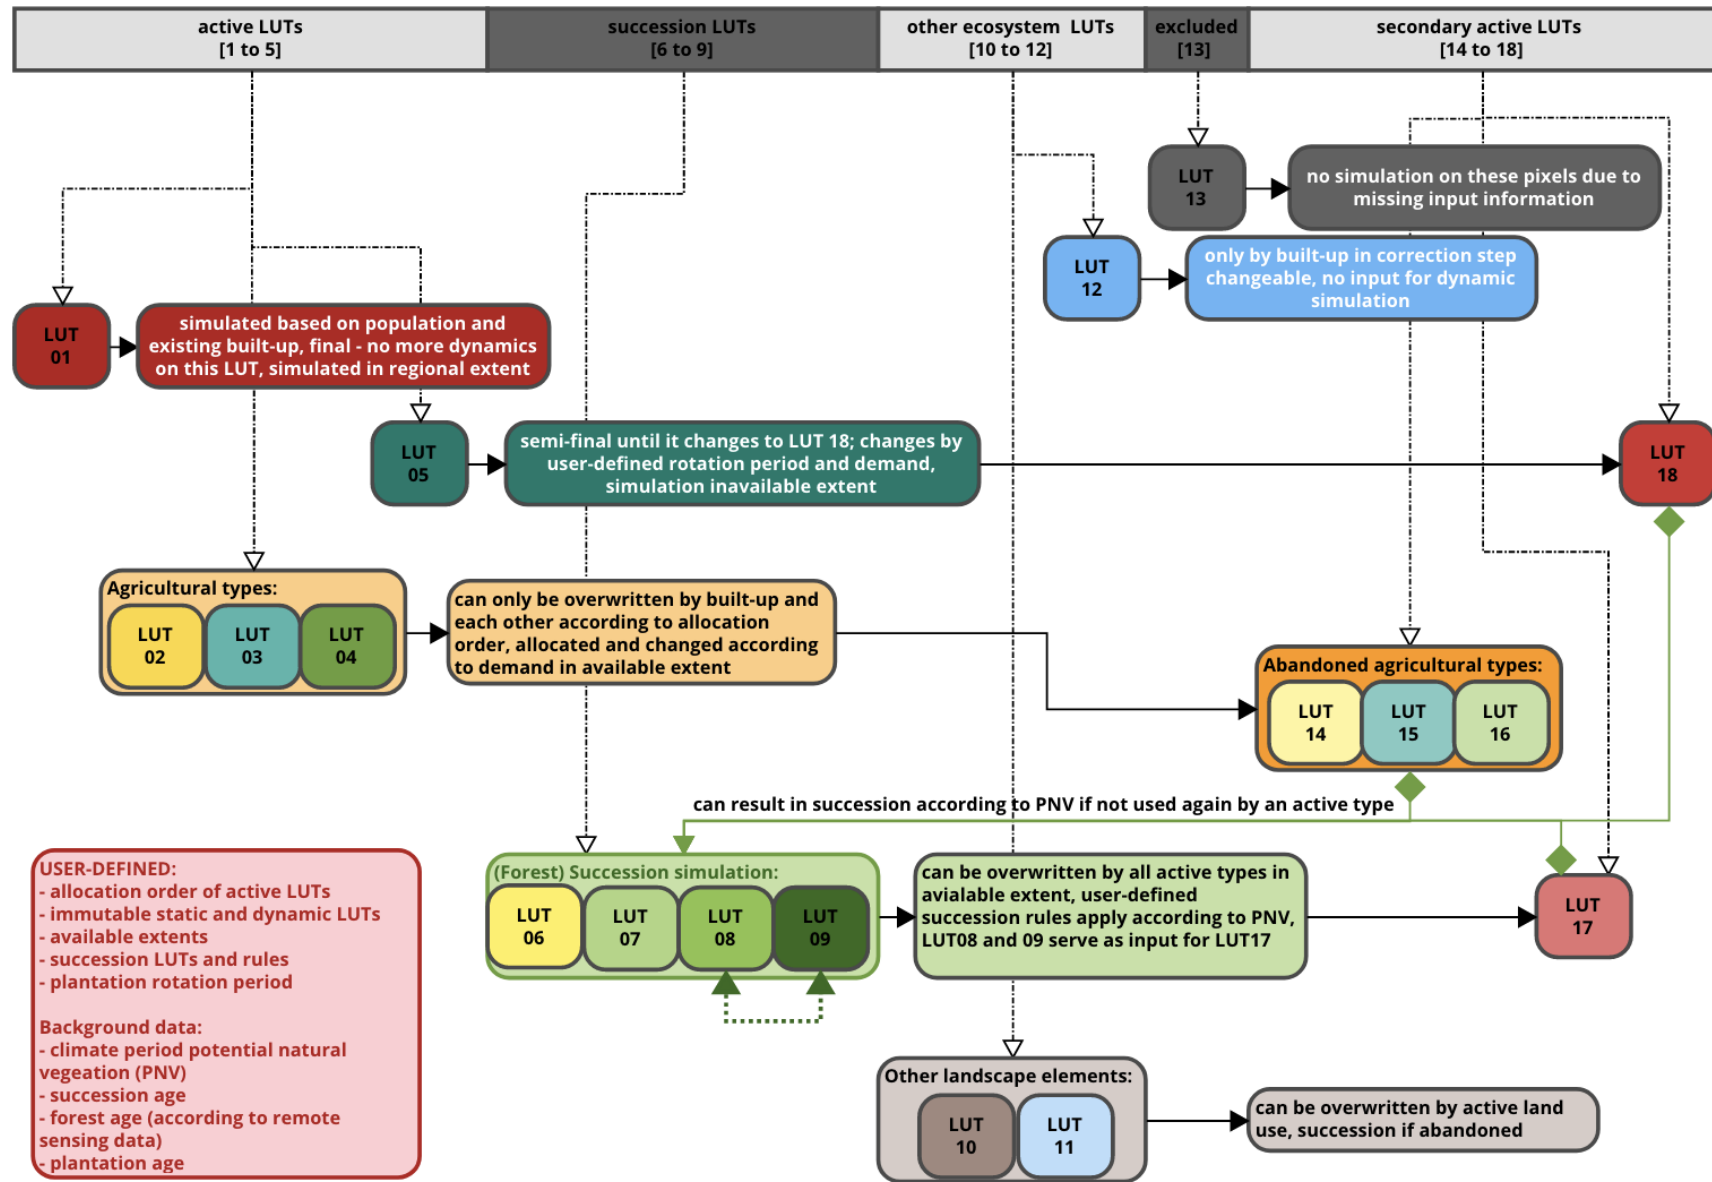 active LUTs
[1 to 5]
succession LUTs
[6 to 9]
other ecosystem  LUTs
[10 to 12]
excluded
[13]
secondary active LUTs
[14 to 18]
LUT
13
no simulation on these pixels due to
missing input information
LUT
12
only by built-up in correction step
changeable, no input for dynamic
simulation
LUT
01
simulated based on population and
existing built-up, final - no more dynamics
on this LUT, simulated in regional extent
LUT
05
semi-final until it changes to LUT 18; changes by
user-defined rotation period and demand,
simulation inavailable extent
LUT
18
Agricultural types:
LUT
02
LUT
03
LUT
04
can only be overwritten by built-up and
each other according to allocation
order, allocated and changed according
to demand in available extent
Abandoned agricultural types:
LUT
14
LUT
15
LUT
16
can result in succession according to PNV if not used again by an active type
(Forest) Succession simulation:
LUT
06
LUT
07
LUT
08
LUT
09
can be overwritten by all active types in
avialable extent, user-defined
succession rules apply according to PNV,
LUT08 and 09 serve as input for LUT17
LUT
17
USER-DEFINED:
- allocation order of active LUTs
- immutable static and dynamic LUTs
- available extents
- succession LUTs and rules
- plantation rotation period
Background data:
- climate period potential natural
vegeation (PNV)
- succession age
- forest age (according to remote
sensing data)
- plantation age
Other landscape elements:
LUT
10
LUT
11
can be overwritten by active land
use, succession if abandoned